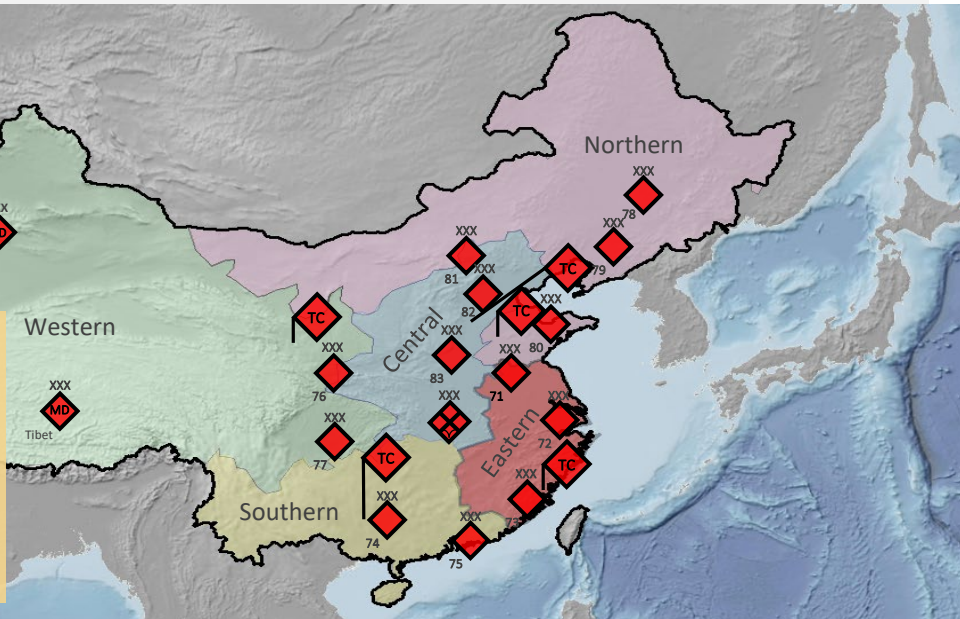 Northern
XXX
78
XXX
79
TC
XXX
81
XXX
82
TC
XXX
80
TC
Western
Central
XXX
83
XXX
71
XXX
76
XXX
MD
Tibet
XXX
XXX
72
Eastern
XXX
77
TC
TC
XXX
73
Southern
XXX
74
XXX
75